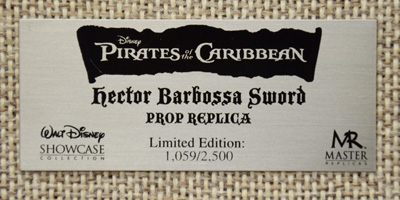 Disney
PIRATES of the CARIBBEAN
Hector Barbossa Sword
PROP REPLICA
Limited Edition:
1,059/2,500
WALT DISNEY
SHOWCASE
COLLECTION
MR
MASTER
REPLICAS